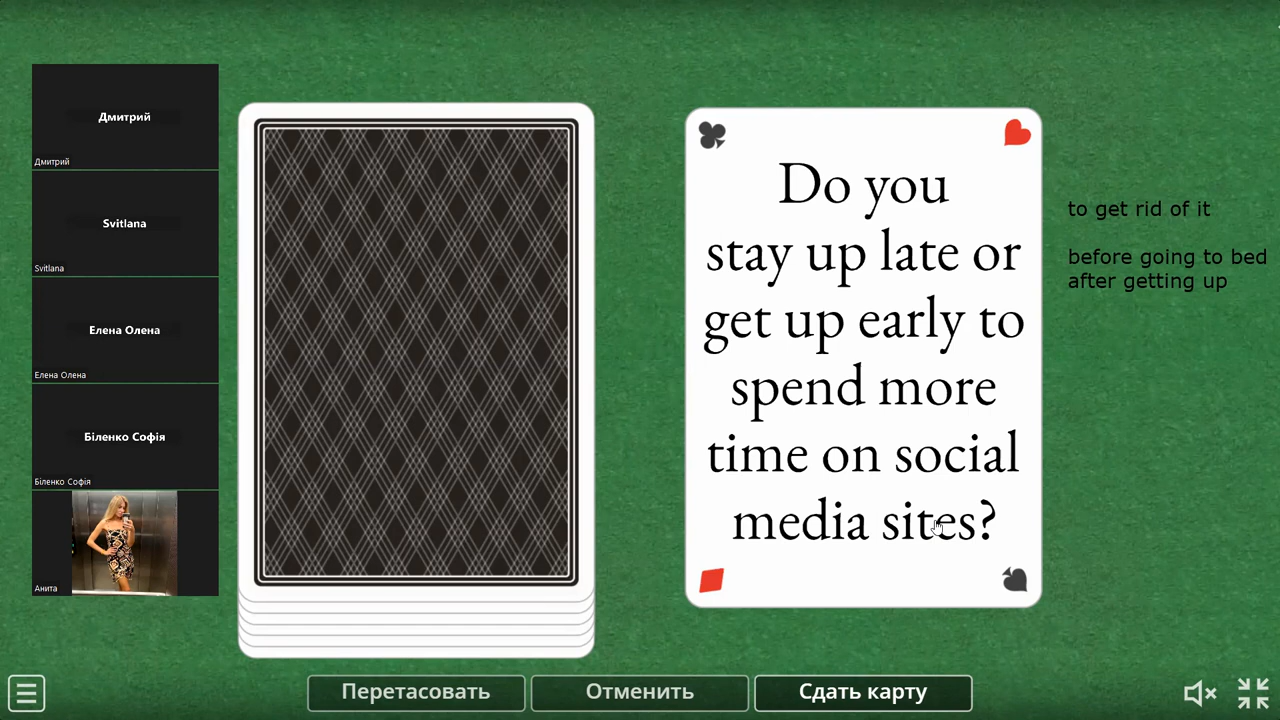 Дмитрий
Дмитрий
Svitlana
Svitlana
Елена Олена
Елена Олена
Біленко Софія
Біленко Софія
Анита
Do you
stay up late or
get up early to
spend more
time on social
media sites?
to get rid of it
before going to bed
after getting up
Перетасовать
Отменить
Сдать карту